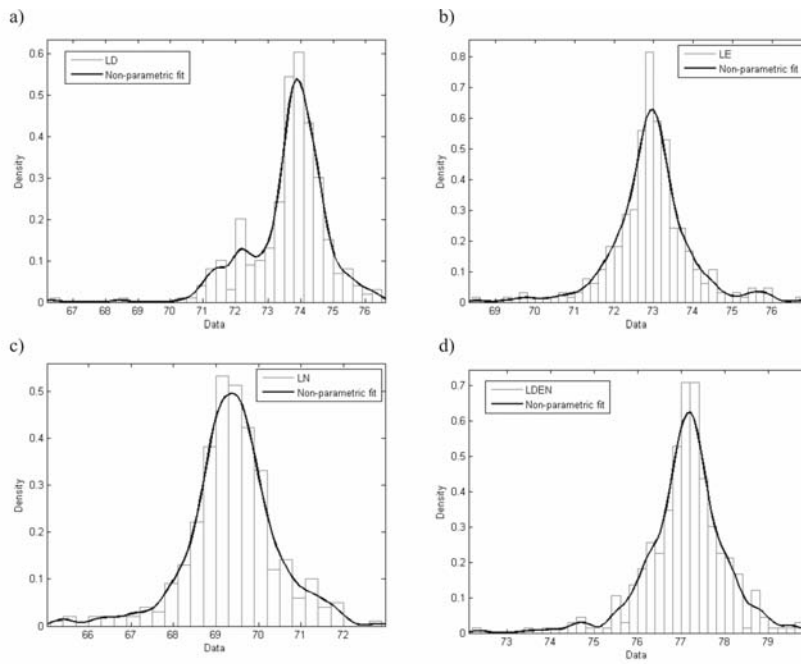 a)
LD
Non-parametric fit
0.6
0.5
0.4
0.3
0.2
0.1
0
Density
67 68 69 70 71 72 73 74 75 76
Data
b)
LE
Non-parametric fit
0.8
0.7
0.6
0.5
0.4
0.3
0.2
0.1
0
Density
69 70 71 72 73 74 75 76
Data
c)
LN
Non-parametric fit
0.5
0.4
0.3
0.2
0.1
0
Density
66 67 68 69 70 71 72
Data
d)
LDEN
Non-parametric fit
0.7
0.6
0.5
0.4
0.3
0.2
0.1
0
Density
73 74 75 76 77 78 79
Data